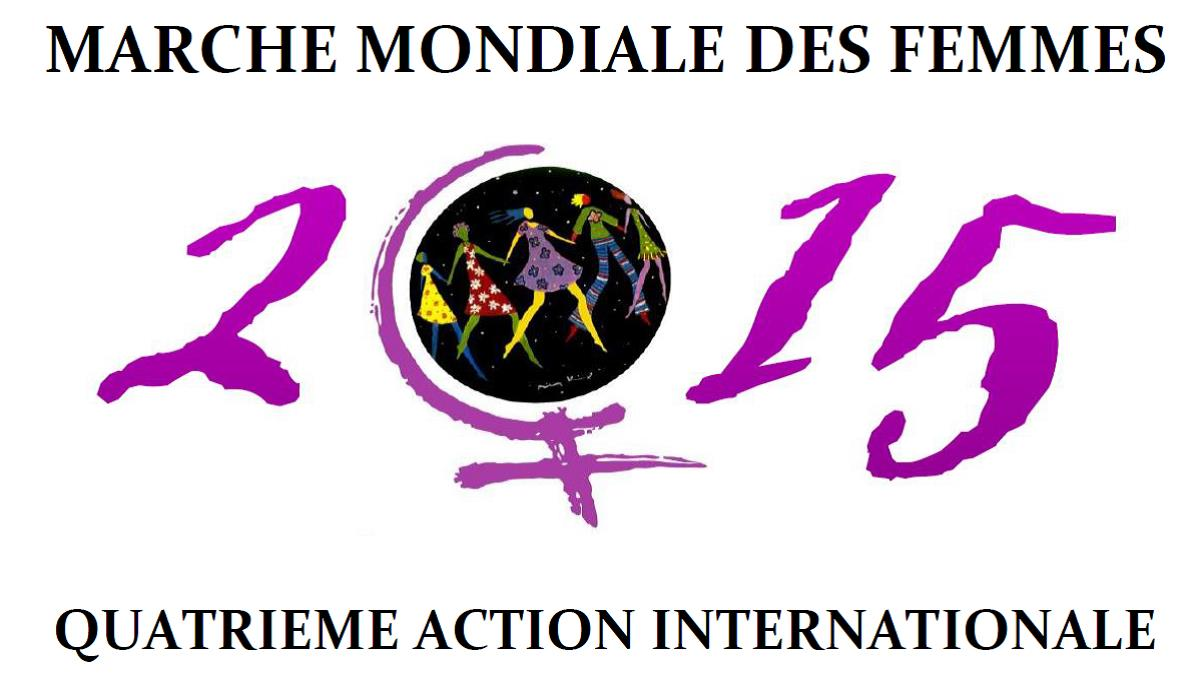 MARCHE MONDIALE DES FEMMES
2015
QUATRIEME ACTION INTERNATIONALE